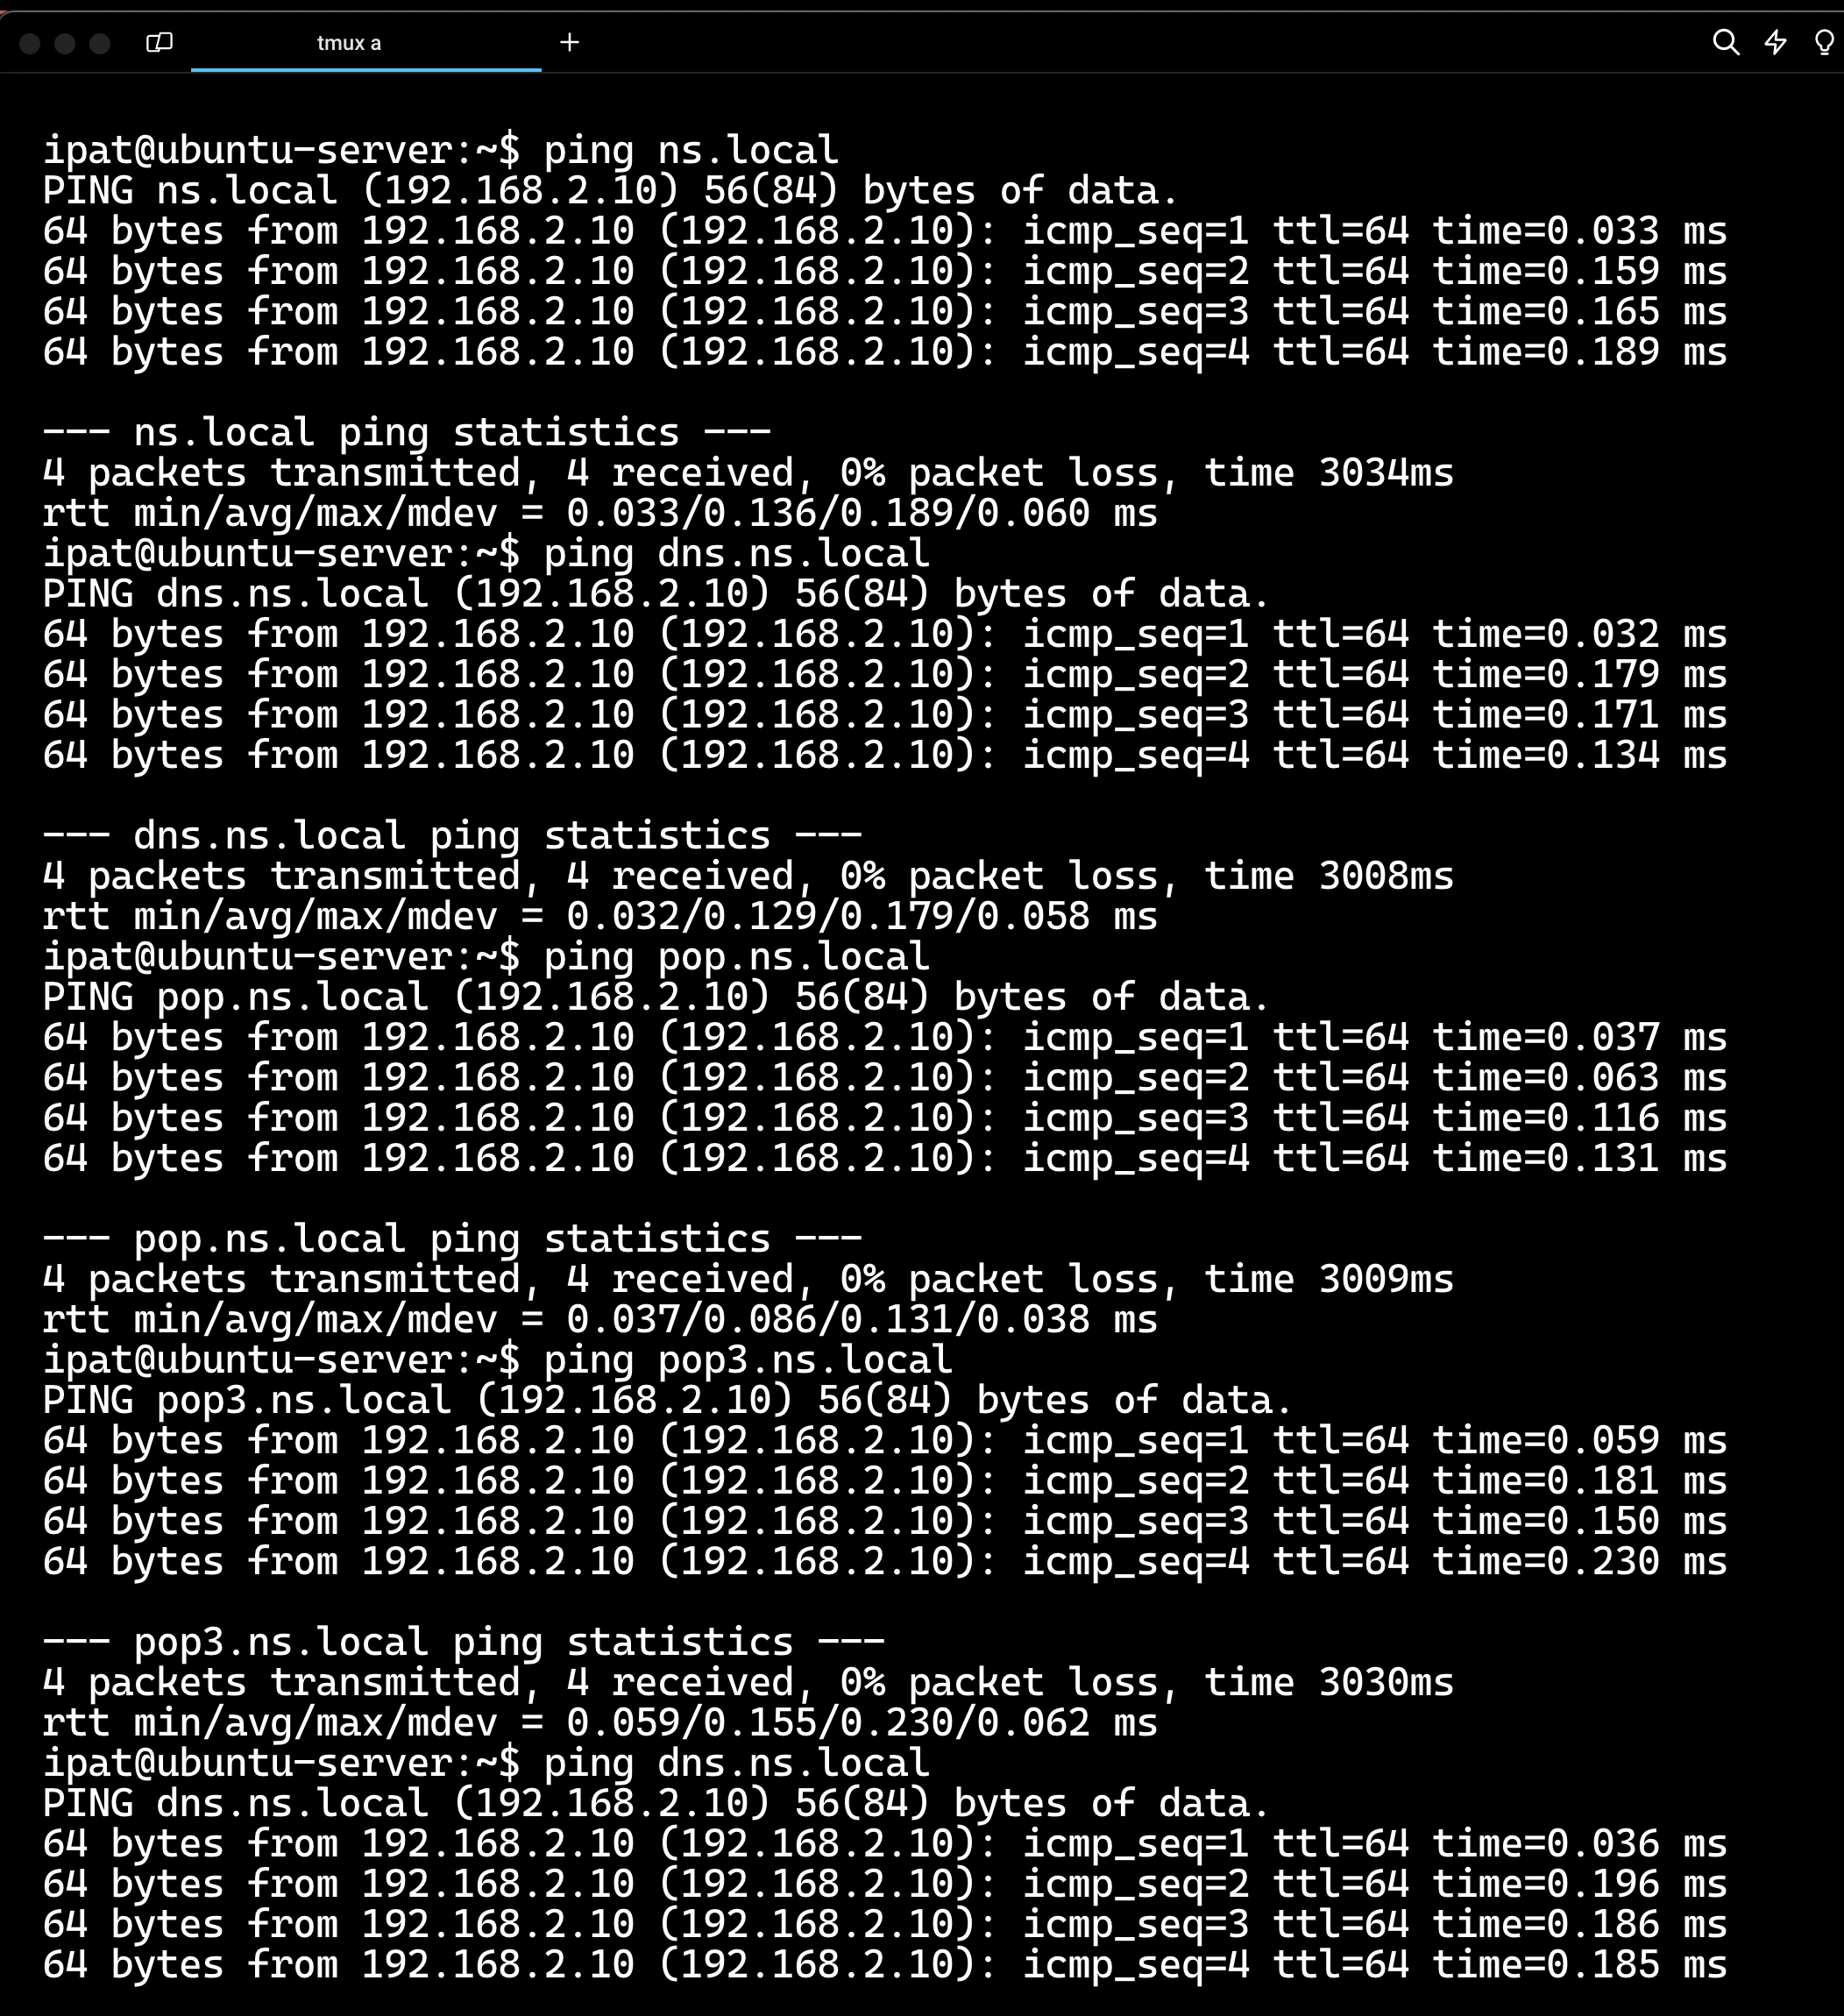 tmux a
ipat@ubuntu-server:~$ ping ns.local
PING ns.local (192.168.2.10) 56(84) bytes of data.
64 bytes from 192.168.2.10 (192.168.2.10): icmp_seq=1 ttl=64 time=0.033 ms
64 bytes from 192.168.2.10 (192.168.2.10): icmp_seq=2 ttl=64 time=0.159 ms
64 bytes from 192.168.2.10 (192.168.2.10): icmp_seq=3 ttl=64 time=0.165 ms
64 bytes from 192.168.2.10 (192.168.2.10): icmp_seq=4 ttl=64 time=0.189 ms
--- ns.local ping statistics ---
4 packets transmitted, 4 received, 0% packet loss, time 3034ms
rtt min/avg/max/mdev = 0.033/0.136/0.189/0.060 ms
ipat@ubuntu-server:~$ ping dns.ns.local
PING dns.ns.local (192.168.2.10) 56(84) bytes of data.
64 bytes from 192.168.2.10 (192.168.2.10): icmp_seq=1 ttl=64 time=0.032 ms
64 bytes from 192.168.2.10 (192.168.2.10): icmp_seq=2 ttl=64 time=0.179 ms
64 bytes from 192.168.2.10 (192.168.2.10): icmp_seq=3 ttl=64 time=0.171 ms
64 bytes from 192.168.2.10 (192.168.2.10): icmp_seq=4 ttl=64 time=0.134 ms
--- dns.ns.local ping statistics ---
4 packets transmitted, 4 received, 0% packet loss, time 3008ms
rtt min/avg/max/mdev = 0.032/0.129/0.179/0.058 ms
ipat@ubuntu-server:~$ ping pop.ns.local
PING pop.ns.local (192.168.2.10) 56(84) bytes of data.
64 bytes from 192.168.2.10 (192.168.2.10): icmp_seq=1 ttl=64 time=0.037 ms
64 bytes from 192.168.2.10 (192.168.2.10): icmp_seq=2 ttl=64 time=0.063 ms
64 bytes from 192.168.2.10 (192.168.2.10): icmp_seq=3 ttl=64 time=0.116 ms
64 bytes from 192.168.2.10 (192.168.2.10): icmp_seq=4 ttl=64 time=0.131 ms
--- pop.ns.local ping statistics ---
4 packets transmitted, 4 received, 0% packet loss, time 3009ms
rtt min/avg/max/mdev = 0.037/0.086/0.131/0.038 ms
ipat@ubuntu-server:~$ ping pop3.ns.local
PING pop3.ns.local (192.168.2.10) 56(84) bytes of data.
64 bytes from 192.168.2.10 (192.168.2.10): icmp_seq=1 ttl=64 time=0.059 ms
64 bytes from 192.168.2.10 (192.168.2.10): icmp_seq=2 ttl=64 time=0.181 ms
64 bytes from 192.168.2.10 (192.168.2.10): icmp_seq=3 ttl=64 time=0.150 ms
64 bytes from 192.168.2.10 (192.168.2.10): icmp_seq=4 ttl=64 time=0.230 ms
--- pop3.ns.local ping statistics ---
4 packets transmitted, 4 received, 0% packet loss, time 3030ms
rtt min/avg/max/mdev = 0.059/0.155/0.230/0.062 ms
ipat@ubuntu-server:~$ ping dns.ns.local
PING dns.ns.local (192.168.2.10) 56(84) bytes of data.
64 bytes from 192.168.2.10 (192.168.2.10): icmp_seq=1 ttl=64 time=0.036 ms
64 bytes from 192.168.2.10 (192.168.2.10): icmp_seq=2 ttl=64 time=0.196 ms
64 bytes from 192.168.2.10 (192.168.2.10): icmp_seq=3 ttl=64 time=0.186 ms
64 bytes from 192.168.2.10 (192.168.2.10): icmp_seq=4 ttl=64 time=0.185 ms